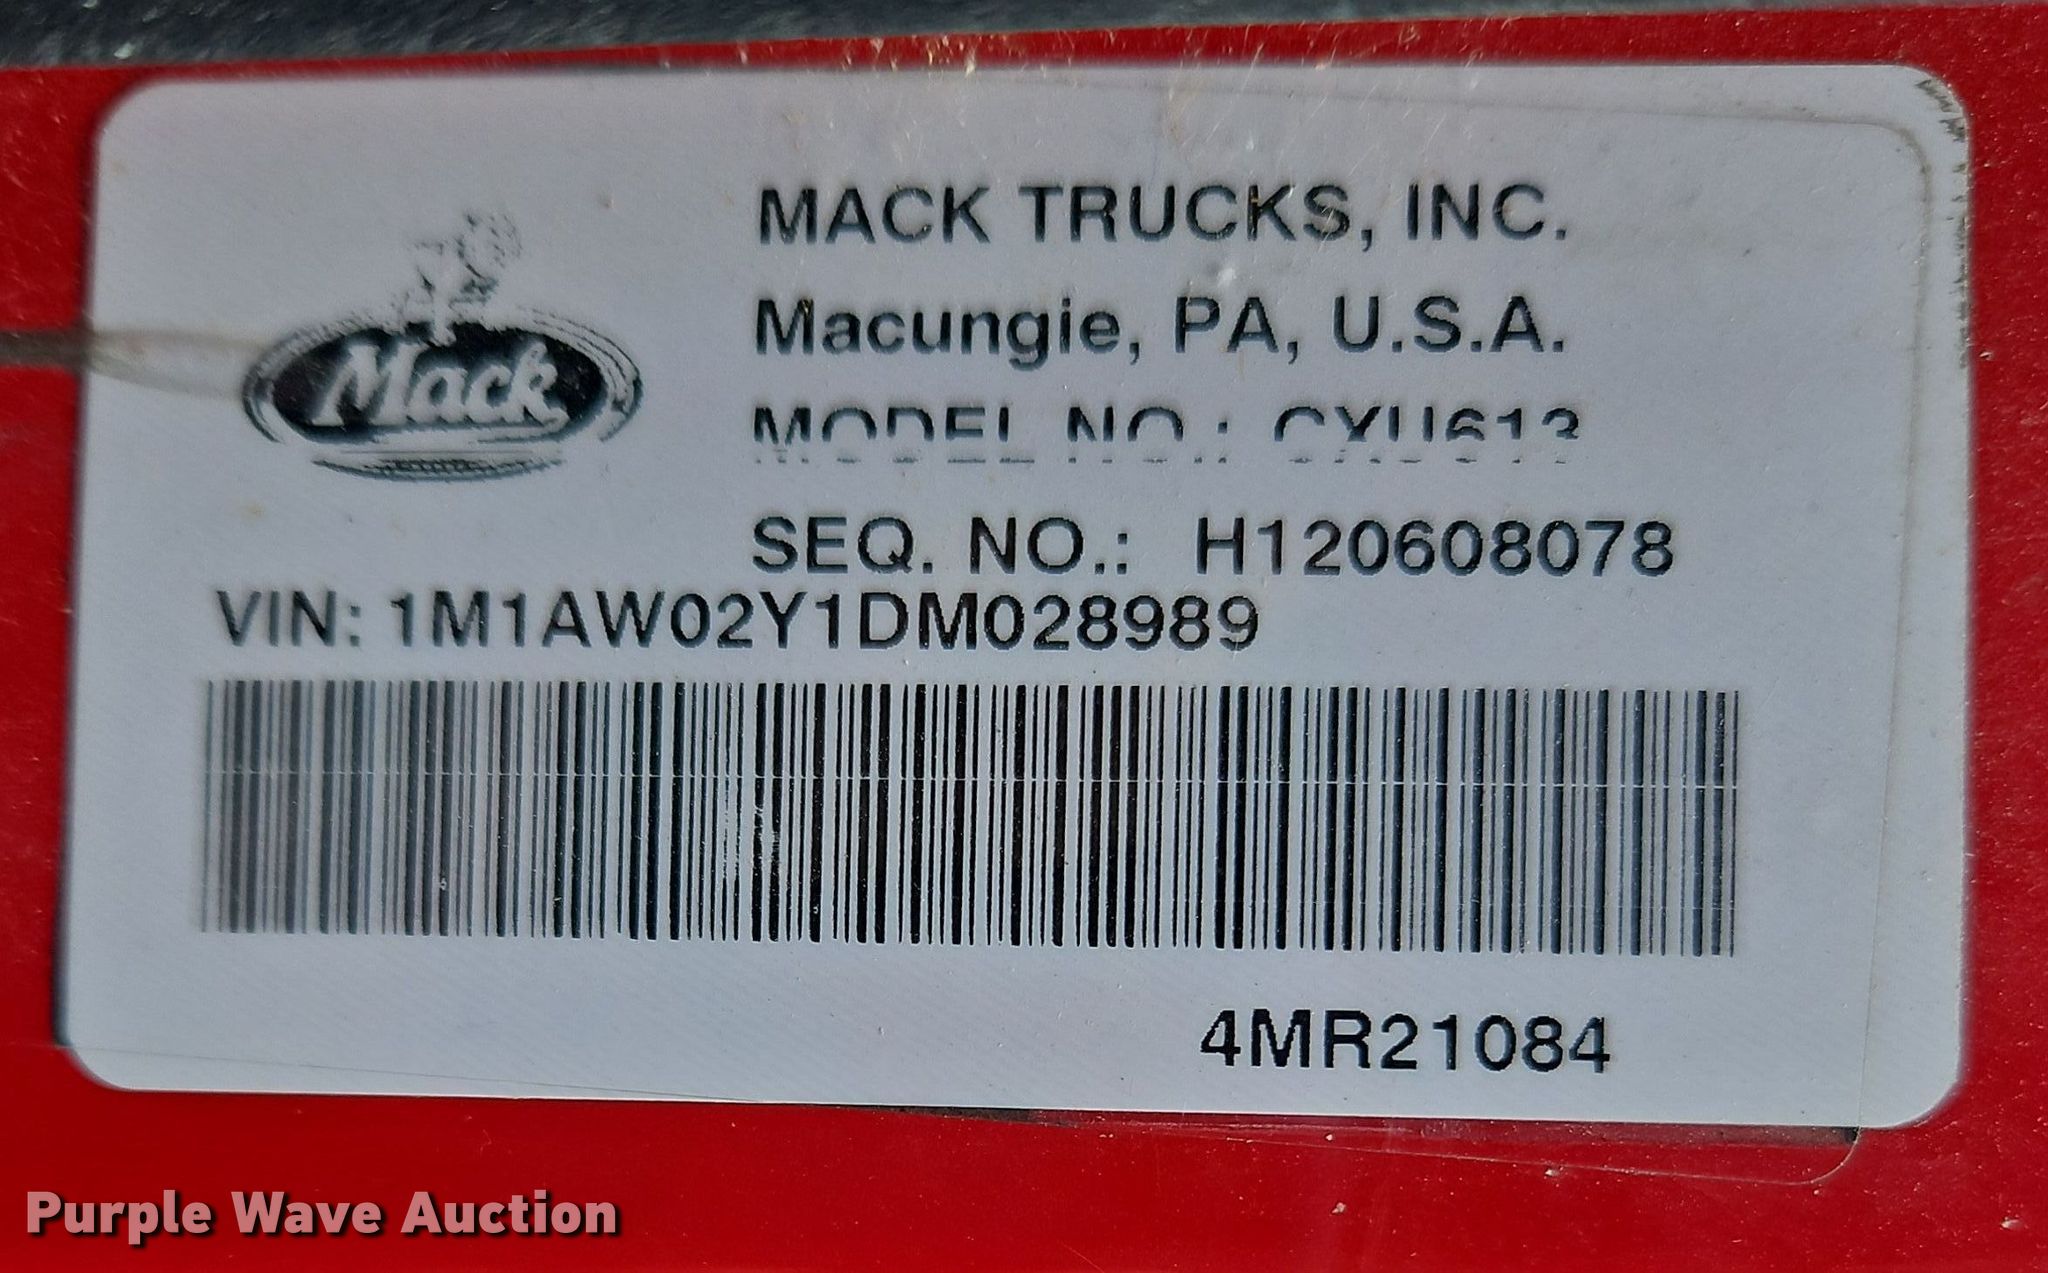 Mack
MACK TRUCKS, INC.
Macungie, PA, U.S.A.
MODEL NO.: CXU613
SEQ. NO.: H120608078
VIN: 1M1AW02Y1DM028989
4MR21084
Purple Wave Auction